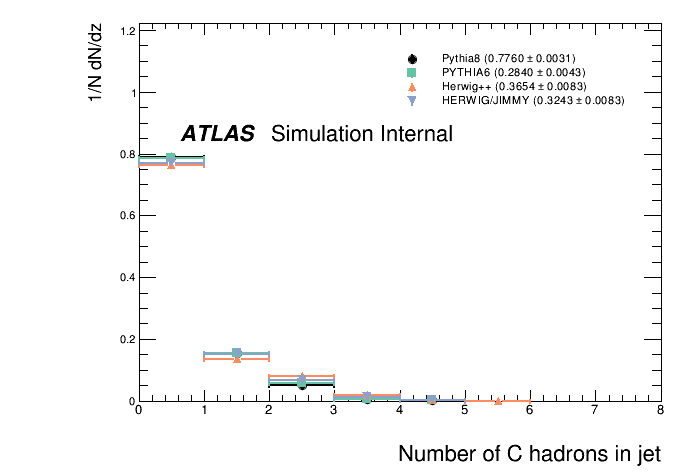 1/N dN/dz
1.2
1
0.8
0.6
0.4
0.2
0
Pythia8 (0.7760 ± 0.0031)
PYTHIA6 (0.2840 ± 0.0043)
Herwig++ (0.3654 ± 0.0083)
HERWIG/JIMMY (0.3243 ± 0.0083)
ATLAS Simulation Internal
0 1 2 3 4 5 6 7 8
Number of C hadrons in jet